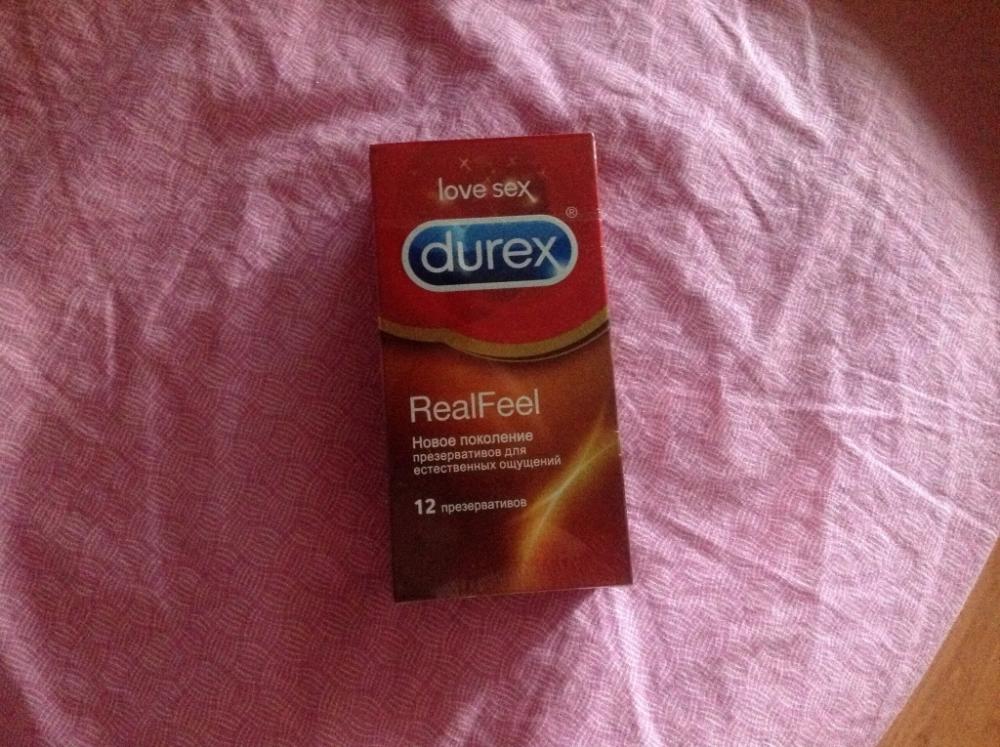 love sex
durex®
RealFeel
Новое поколение
презервативов для
естественных ощущений
12 презервативов